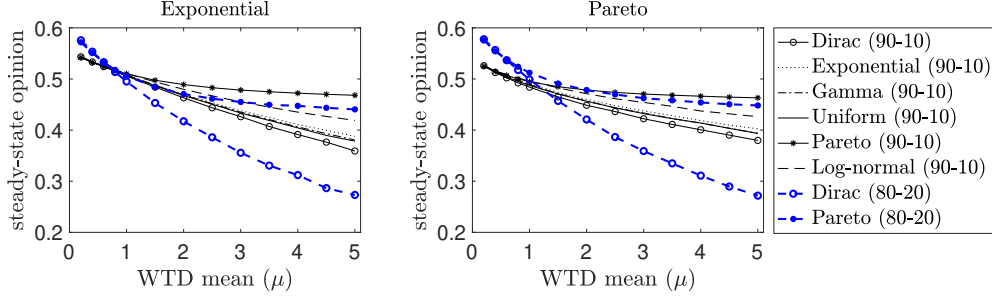 Exponential
steady-state opinion
0.6
0.5
0.4
0.3
0.2
0 1 2 3 4 5
WTD mean (μ)
Pareto
steady-state opinion
0.6
0.5
0.4
0.3
0.2
0 1 2 3 4 5
WTD mean (μ)
Dirac (90-10)
Exponential (90-10)
Gamma (90-10)
Uniform (90-10)
Pareto (90-10)
Log-normal (90-10)
Dirac (80-20)
Pareto (80-20)